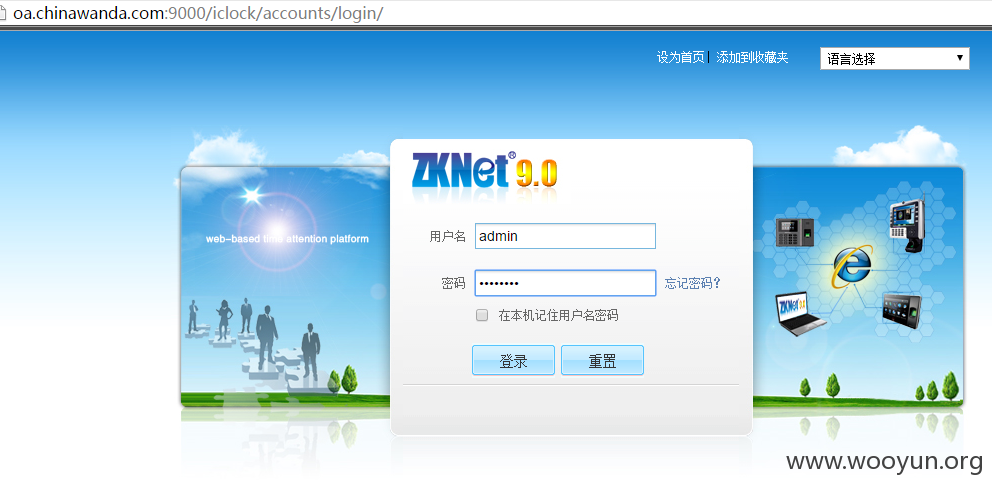 oa.chinawanda.com:9000/iclock/accounts/login/
设为首页 | 添加到收藏夹 语言选择
ZKNet® 9.0
web-based time attention platform
用户名 admin
密码 •••••••• 忘记密码?
在本机记住用户名密码
登录 重置
ZKNet 9.0
www.wooyun.org